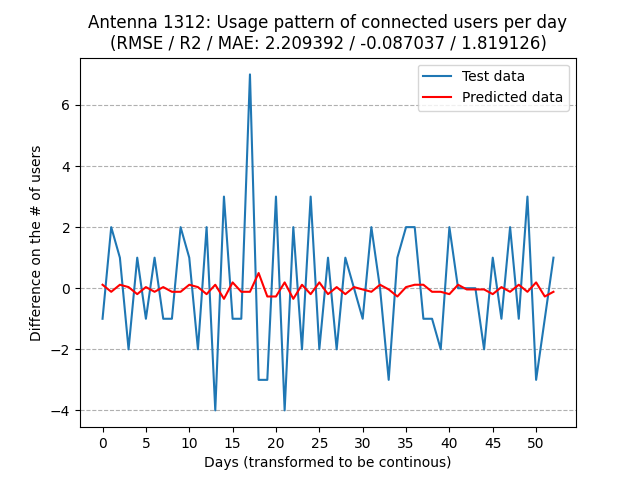 Antenna 1312: Usage pattern of connected users per day
(RMSE / R2 / MAE: 2.209392 / -0.087037 / 1.819126)
Test data
Predicted data
Difference on the # of users
6
4
2
0
−2
−4
0 5 10 15 20 25 30 35 40 45 50
Days (transformed to be continous)